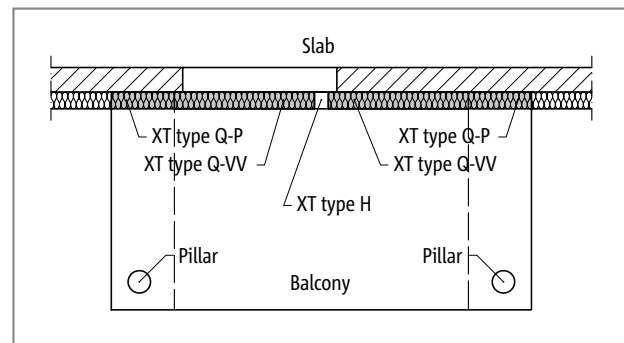 Slab
XT type Q-P
XT type Q-P
XT type Q-VV
XT type Q-VV
XT type H
Pillar
Pillar
Balcony